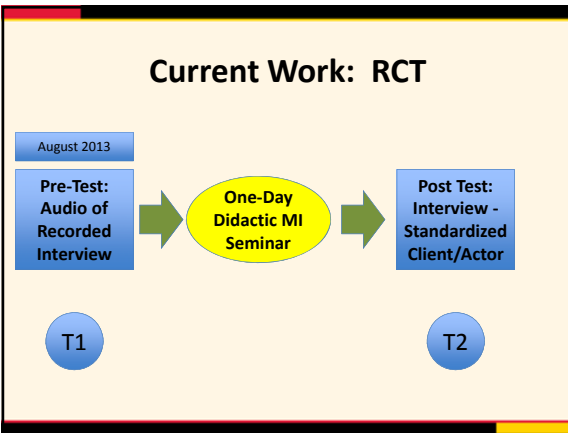 Current Work: RCT
August 2013
Pre-Test:
Audio of
Recorded
Interview
One-Day
Didactic MI
Seminar
Post Test:
Interview -
Standardized
Client/Actor
T1
T2